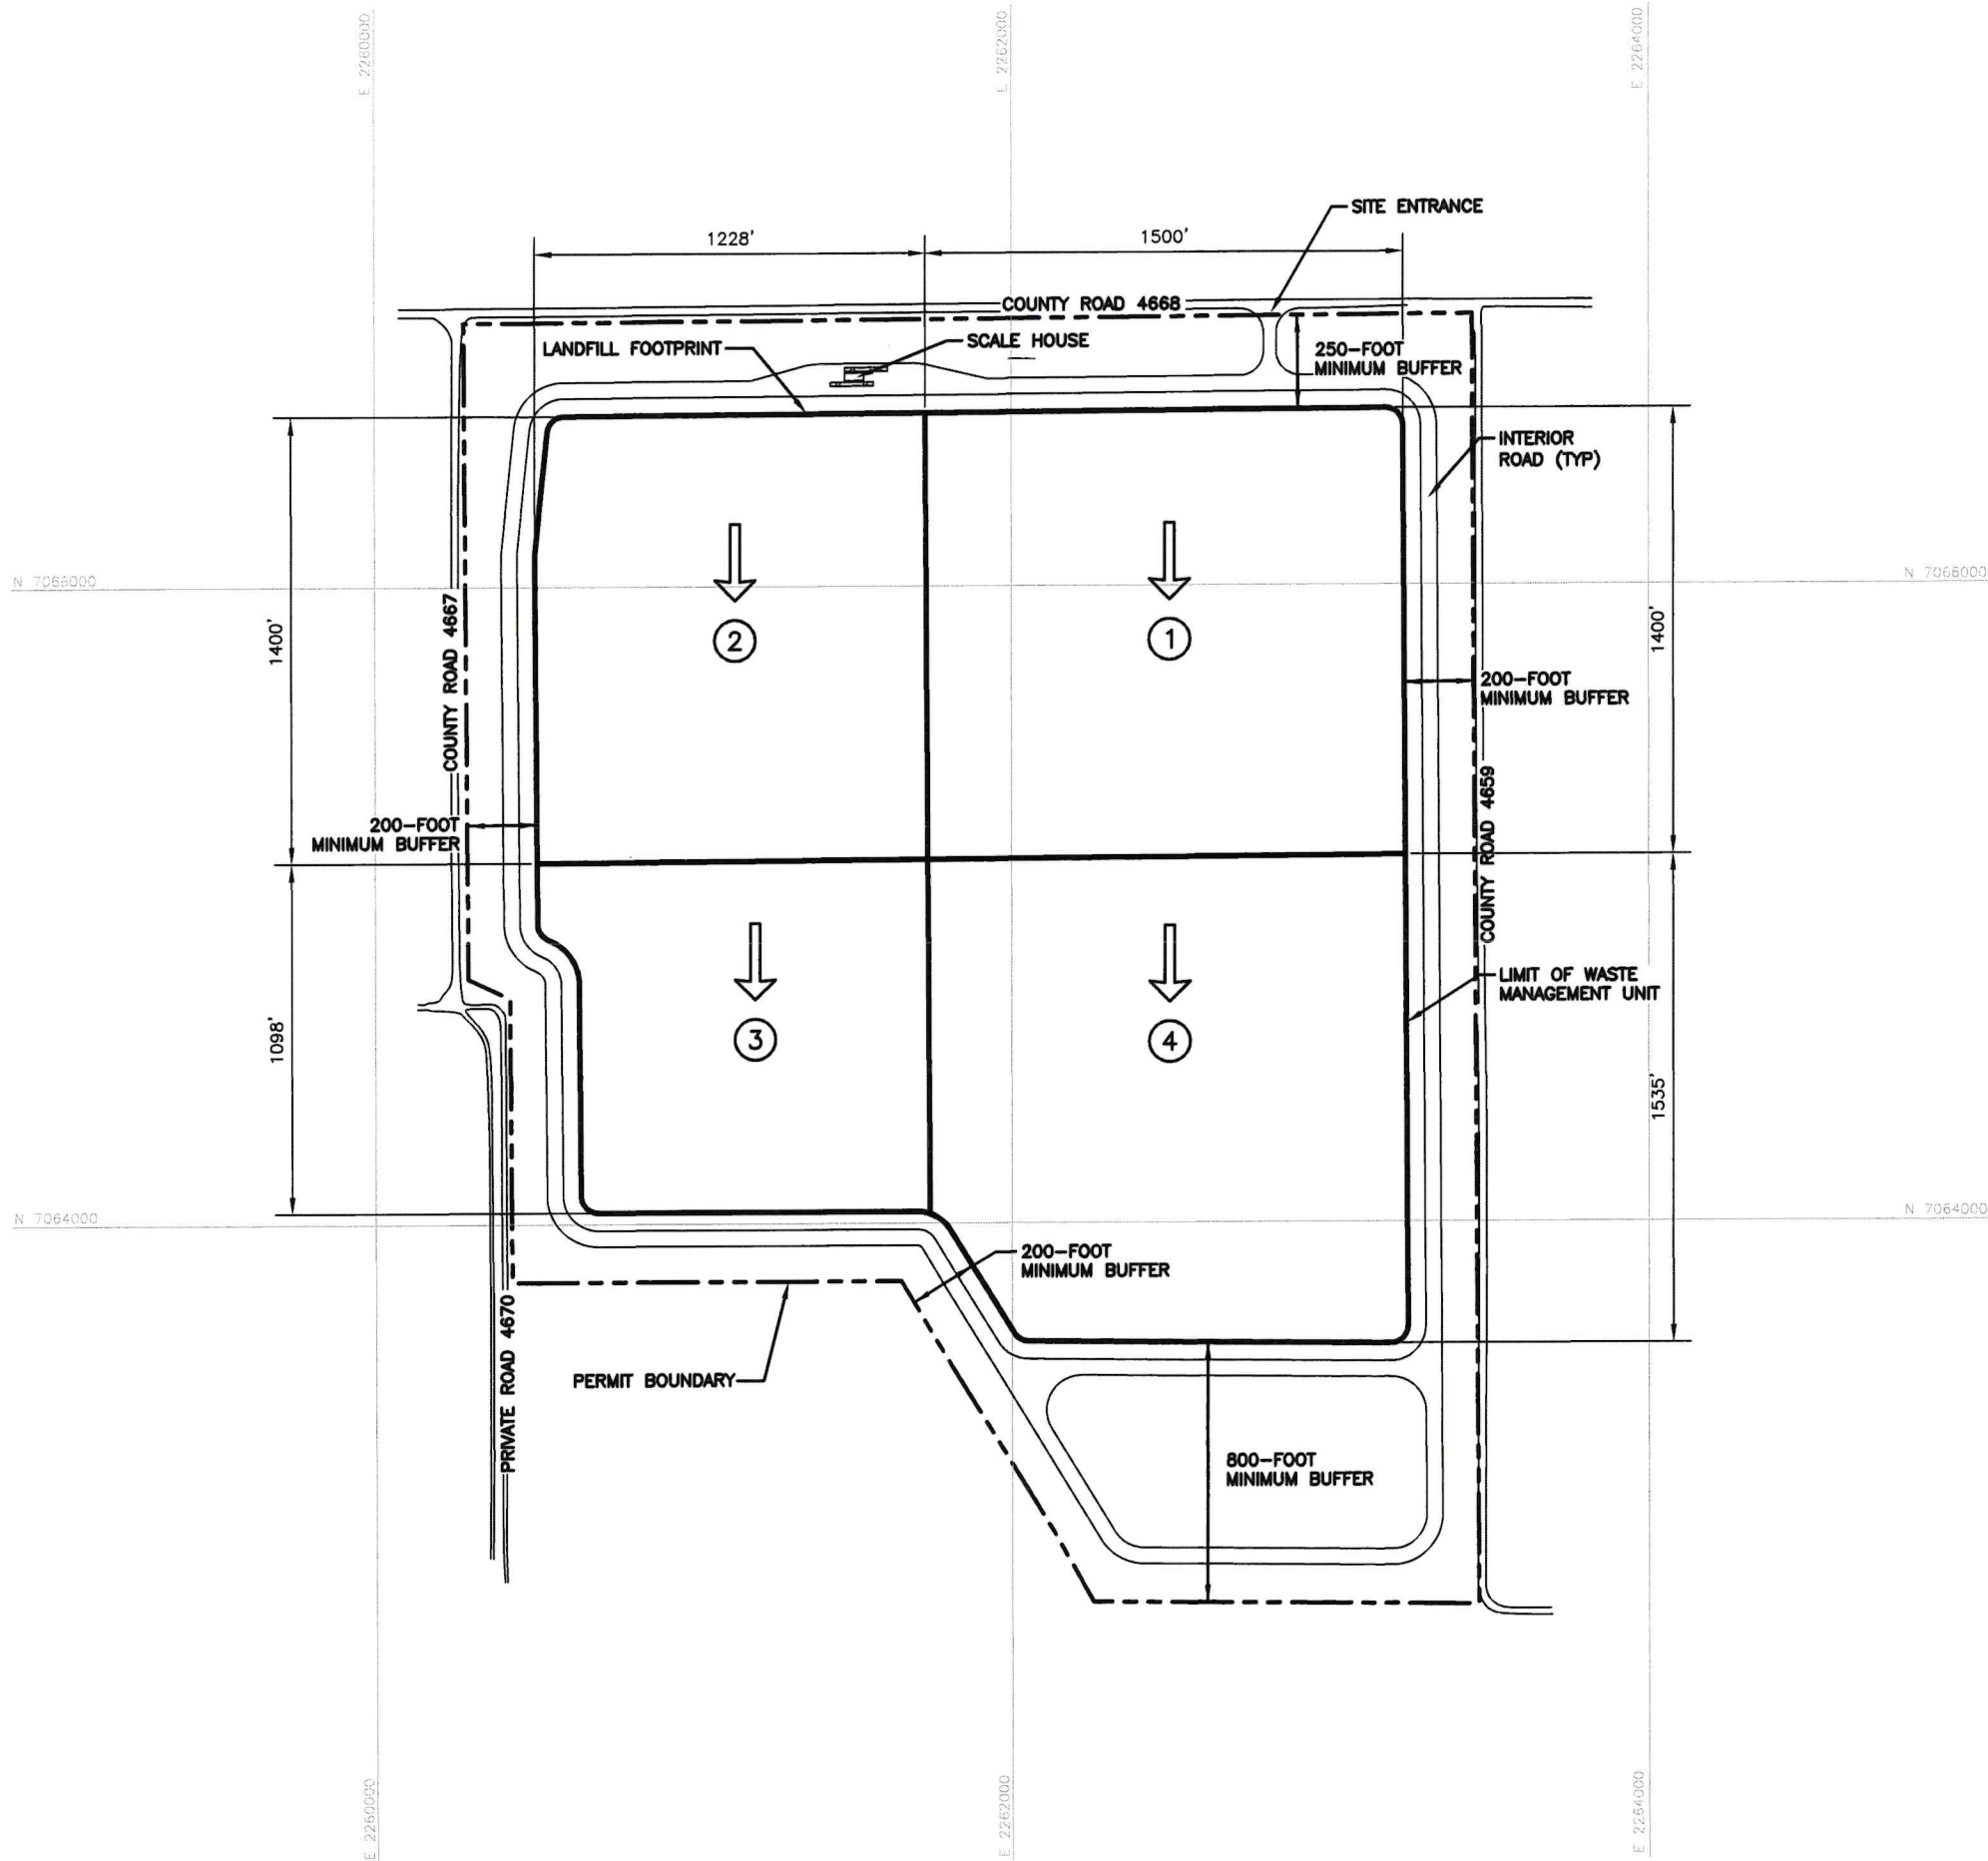 E 2260000
E 2262000
E 2264000
SITE ENTRANCE
1228'
1500'
COUNTY ROAD 4668
LANDFILL FOOTPRINT
SCALE HOUSE
250-FOOT
MINIMUM BUFFER
INTERIOR
ROAD (TYP)
N 7066000
N 7066000
1400'
COUNTY ROAD 4667
2
1
1400'
200-FOOT
MINIMUM BUFFER
200-FOOT
MINIMUM BUFFER
COUNTY ROAD 4659
LIMIT OF WASTE
MANAGEMENT UNIT
1098'
3
4
1535'
N 7064000
N 7064000
200-FOOT
MINIMUM BUFFER
PRIVATE ROAD 4670
PERMIT BOUNDARY
800-FOOT
MINIMUM BUFFER
E 2260000
E 2262000
E 2264000